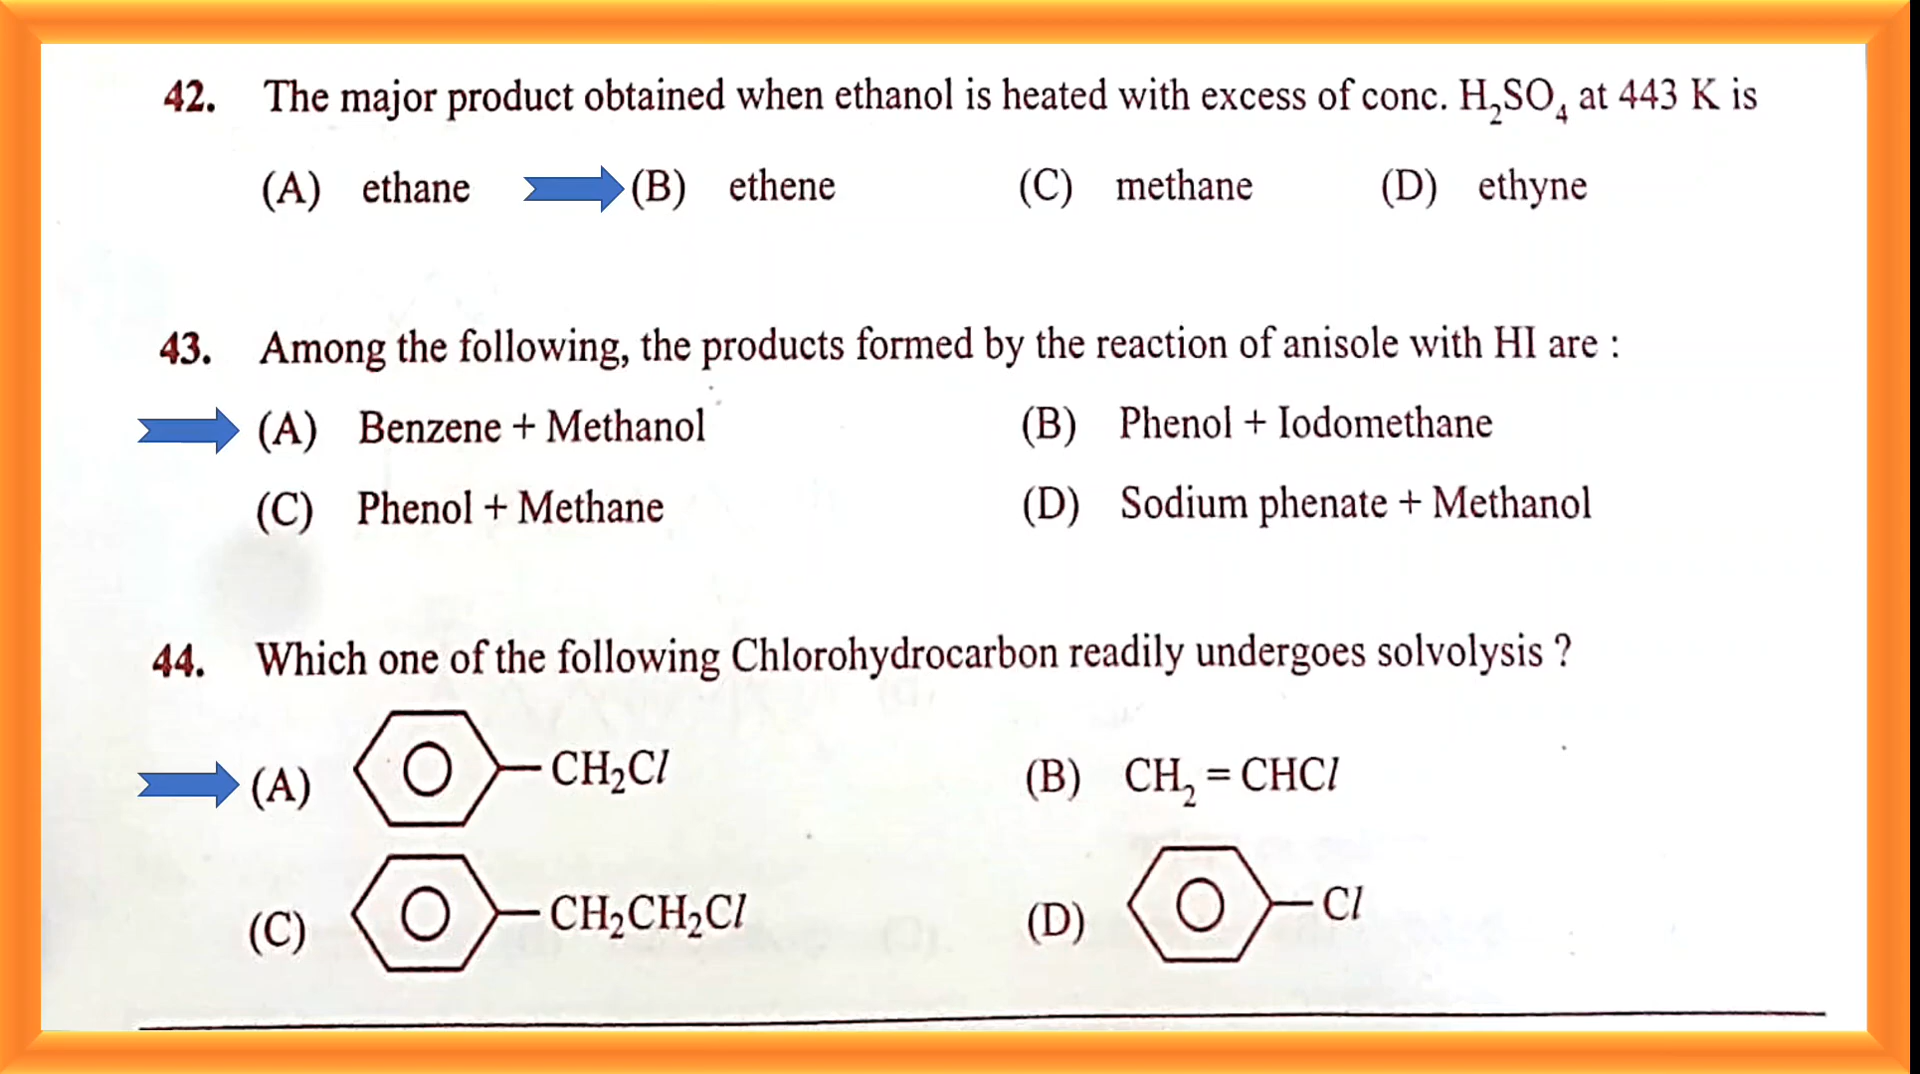 42. The major product obtained when ethanol is heated with excess of conc. H₂SO₄ at 443 K is
(A) ethane (B) ethene (C) methane (D) ethyne
43. Among the following, the products formed by the reaction of anisole with HI are :
(A) Benzene + Methanol (B) Phenol + Iodomethane
(C) Phenol + Methane (D) Sodium phenate + Methanol
44. Which one of the following Chlorohydrocarbon readily undergoes solvolysis ?
(A) CH₂Cl (B) CH₂ = CHCl
(C) CH₂CH₂Cl (D) Cl